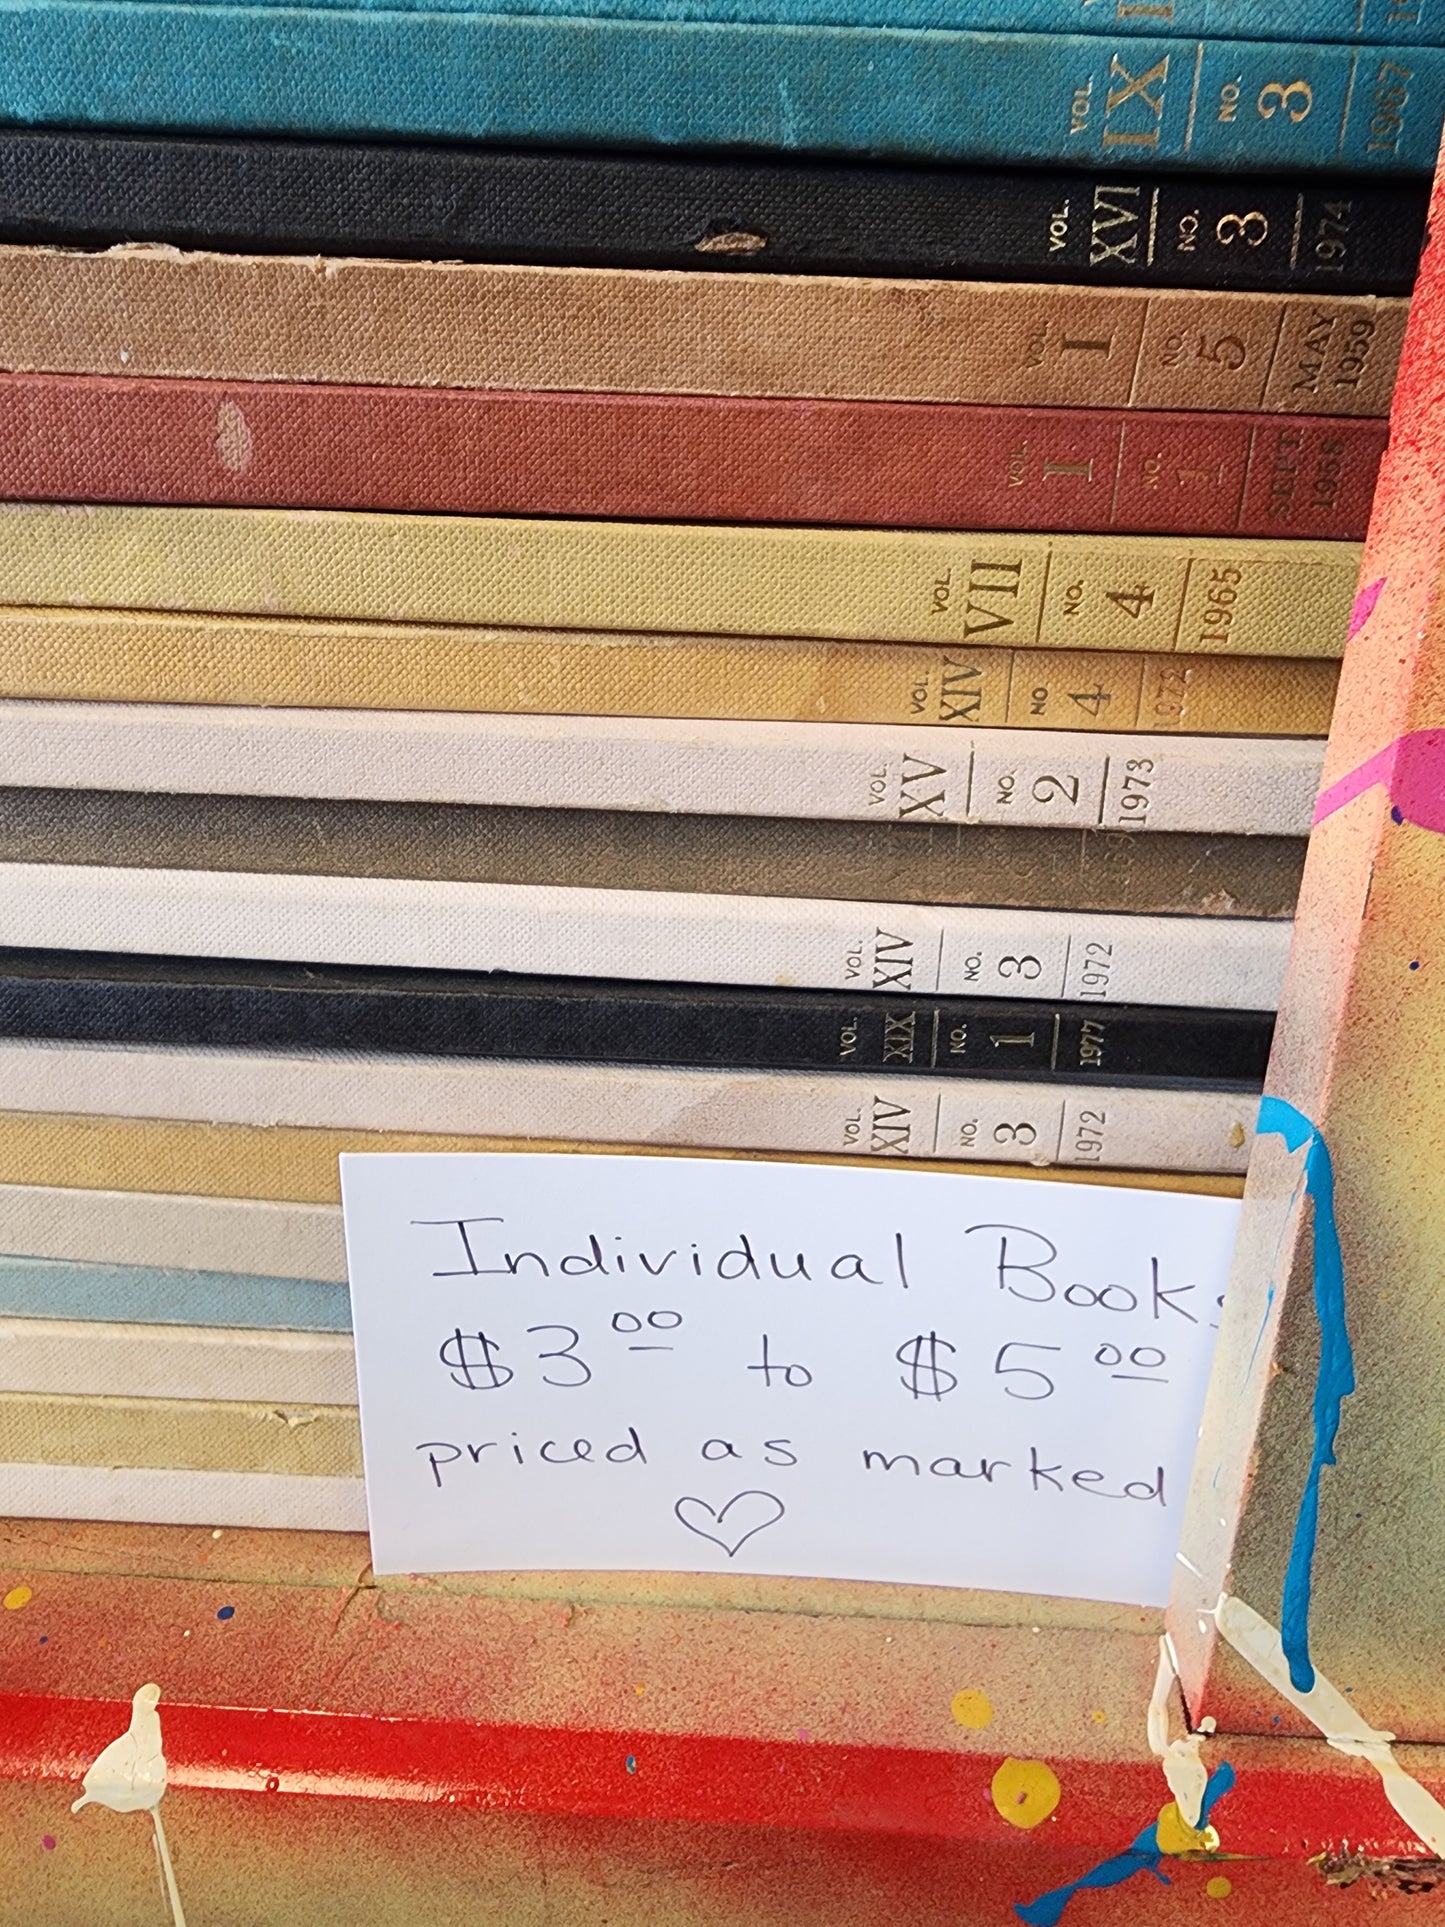 VOL. IX NO. 3 1967
VOL. XVI NO. 3 1974
VOL. 1 NO. 5 MAY 1959
VOL. 1 NO. 1 SEPT. 1958
VOL. VII NO. 4 1965
VOL. XIV NO 4 1972
VOL. XV NO. 2 1973
VOL. XIV NO. 3 1972
VOL. XIX NO. 1 1977
VOL. XIV NO. 3 1972
Individual Book
$3.00 to $5.00
priced as marked